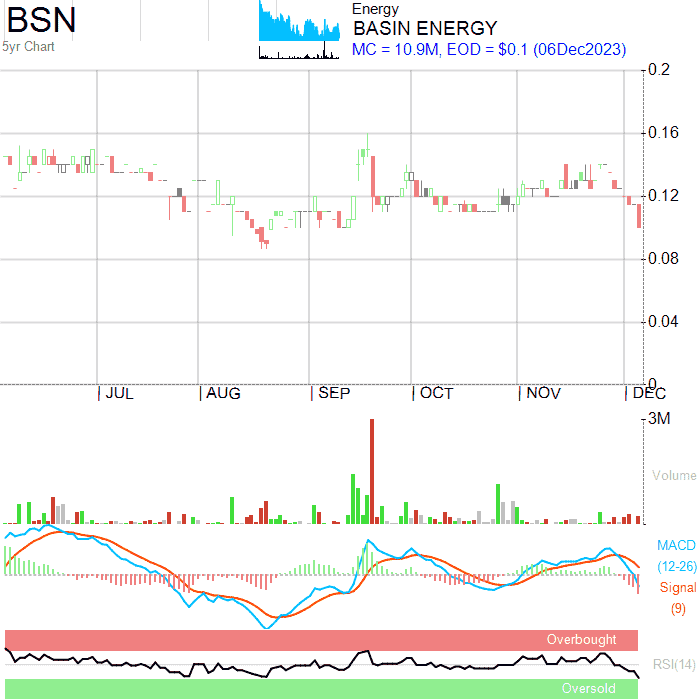 BSN
5yr Chart
Energy
BASIN ENERGY
MC = 10.9M, EOD = $0.1 (06Dec2023)
0.2
0.16
0.12
0.08
0.04
0
JUL AUG SEP OCT NOV DEC
3M
Volume
MACD
(12-26)
Signal
(9)
Overbought
RSI(14)
Oversold